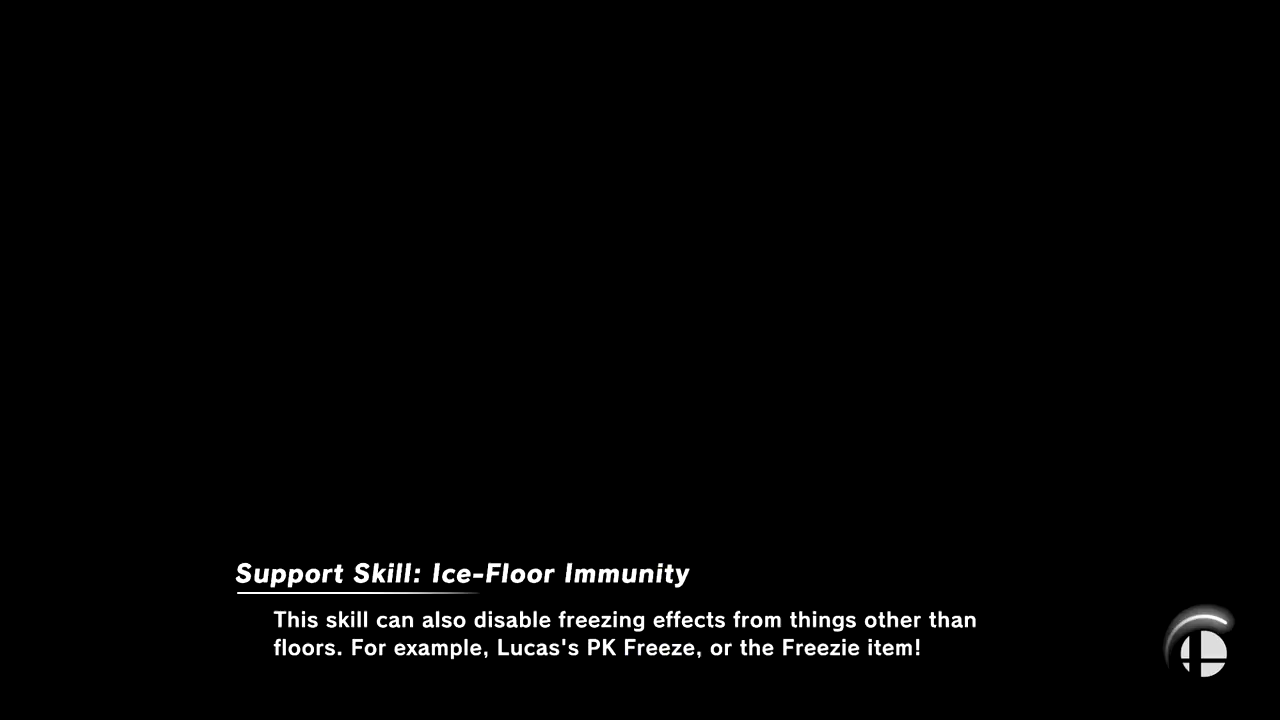 Support Skill: Ice-Floor Immunity
This skill can also disable freezing effects from things other than
floors. For example, Lucas's PK Freeze, or the Freezie item!